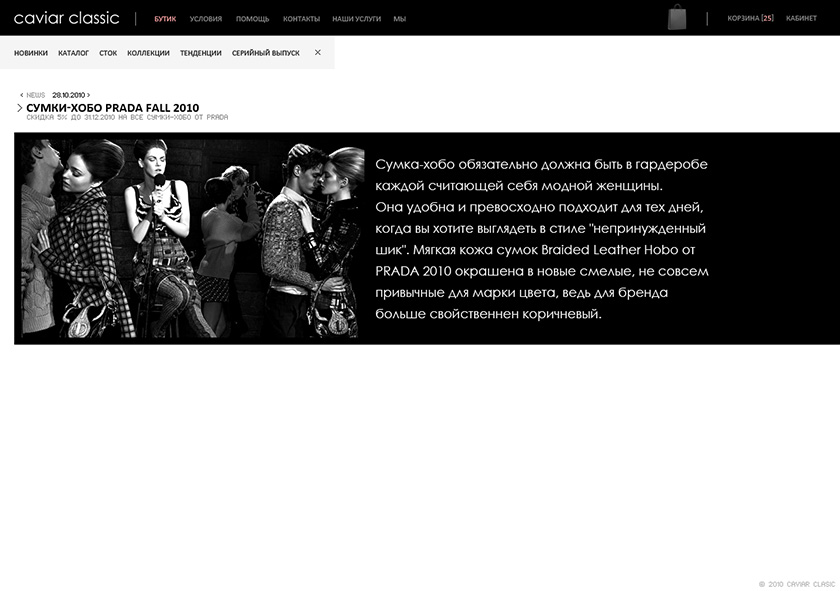 caviar classic | БУТИК УСЛОВИЯ ПОМОЩЬ КОНТАКТЫ НАШИ УСЛУГИ МЫ | КОРЗИНА [25] КАБИНЕТ
НОВИНКИ КАТАЛОГ СТОК КОЛЛЕКЦИИ ТЕНДЕНЦИИ СЕРИЙНЫЙ ВЫПУСК ×
‹ NEWS 28.10.2010 ›
СУМКИ-ХОБО PRADA FALL 2010
СКИДКА 5% ДО 31.12.2010 НА ВСЕ СУМКИ-ХОБО ОТ PRADA
Сумка-хобо обязательно должна быть в гардеробе
каждой считающей себя модной женщины.
Она удобна и превосходно подходит для тех дней,
когда вы хотите выглядеть в стиле "непринужденный
шик". Мягкая кожа сумок Braided Leather Hobo от
PRADA 2010 окрашена в новые смелые, не совсем
привычные для марки цвета, ведь для бренда
больше свойственнен коричневый.
© 2010 CAVIAR CLASIC